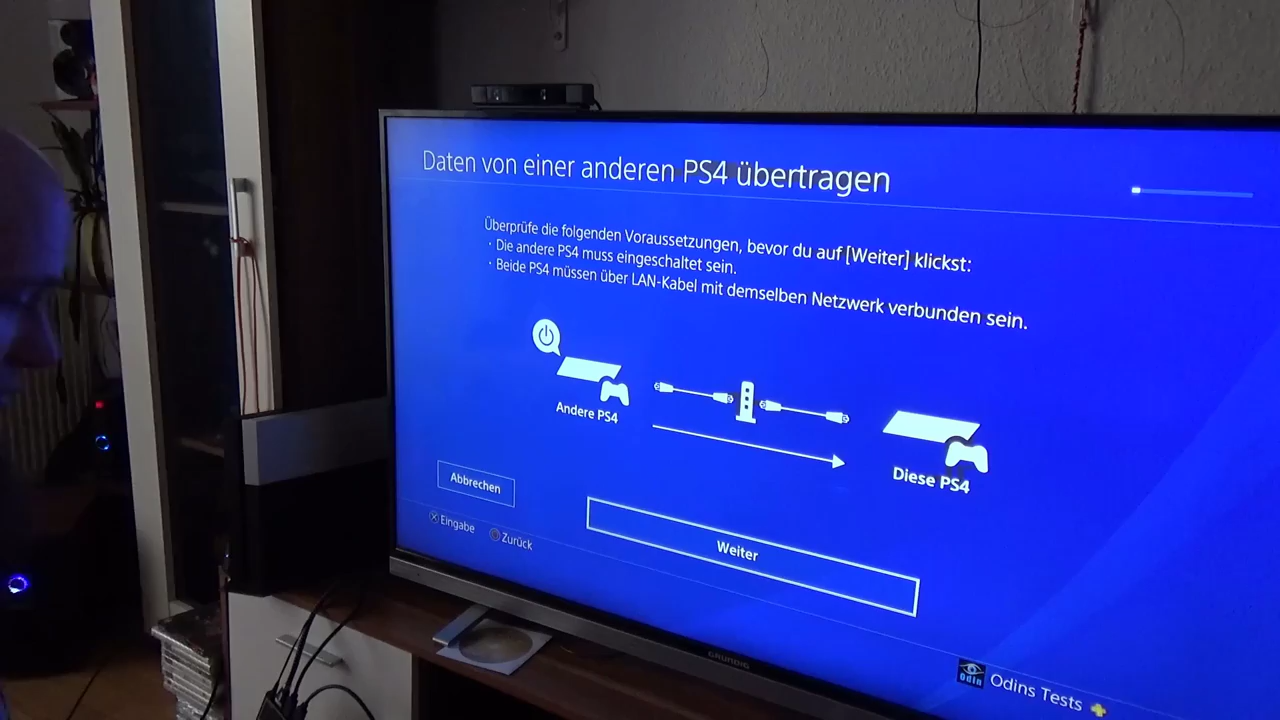 Daten von einer anderen PS4 übertragen
Überprüfe die folgenden Voraussetzungen, bevor du auf [Weiter] klickst:
· Die andere PS4 muss eingeschaltet sein.
· Beide PS4 müssen über LAN-Kabel mit demselben Netzwerk verbunden sein.
Andere PS4
Diese PS4
Abbrechen
Weiter
Eingabe
Zurück
GRUNDIG
Odin
Odins Tests